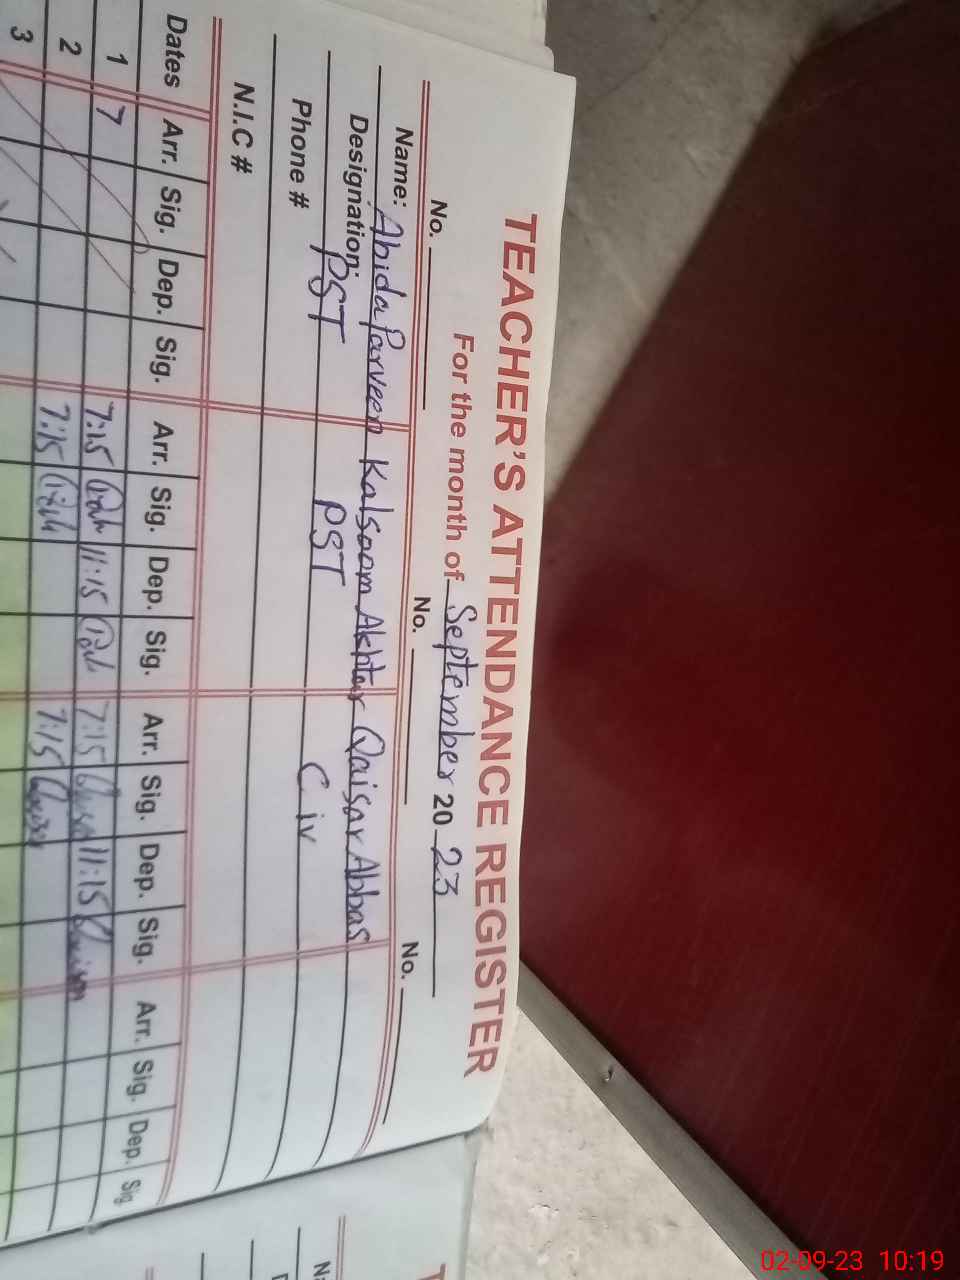 TEACHER'S ATTENDANCE REGISTER
For the month of September 20 23
No. No. No.
Name: Abida Parveen Kalsoom Akhtar Qaisar Abbas
Designation: PST PST C iv
Phone #
N.I.C #
Dates Arr. Sig. Dep. Sig. Arr. Sig. Dep. Sig. Arr. Sig. Dep. Sig. Arr. Sig. Dep. Sig
1 7:15 11:15 7:15 11:15
2 7:15 7:15
3
02-09-23 10:19